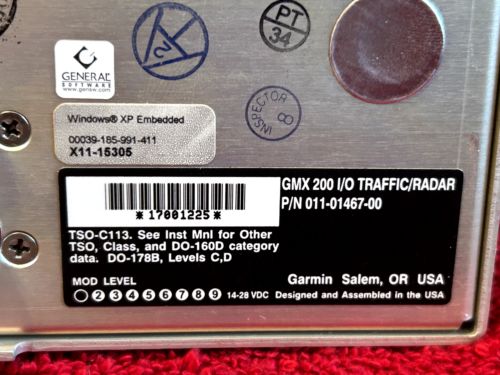 PT
34
2
GENERAL
SOFTWARE
www.gensw.com
INSPECTOR 8
Windows® XP Embedded
00039-185-991-411
X11-15305
*17001225*
GMX 200 I/O TRAFFIC/RADAR
P/N 011-01467-00
TSO-C113. See Inst Mnl for Other
TSO, Class, and DO-160D category
data. DO-178B, Levels C,D
Garmin Salem, OR USA
MOD LEVEL
2 3 4 5 6 7 8 9 14-28 VDC Designed and Assembled in the USA